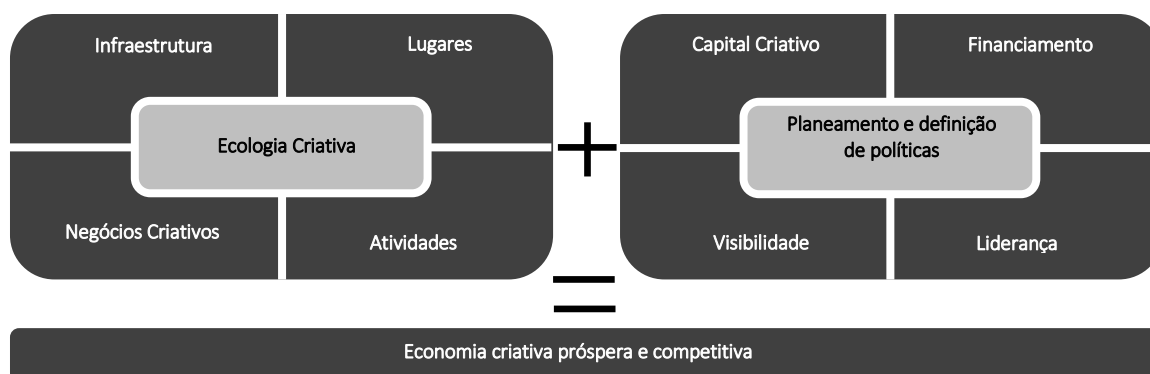 Infraestrutura
Lugares
Ecologia Criativa
Negócios Criativos
Atividades
+
Capital Criativo
Financiamento
Planeamento e definição
de políticas
Visibilidade
Liderança
=
Economia criativa próspera e competitiva